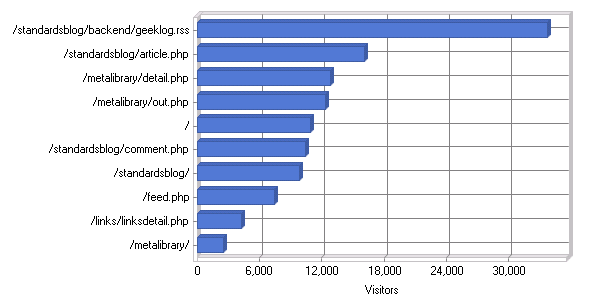 /standardsblog/backend/geeklog.rss
/standardsblog/article.php
/metalibrary/detail.php
/metalibrary/out.php
/
/standardsblog/comment.php
/standardsblog/
/feed.php
/links/linksdetail.php
/metalibrary/
0 6,000 12,000 18,000 24,000 30,000
Visitors